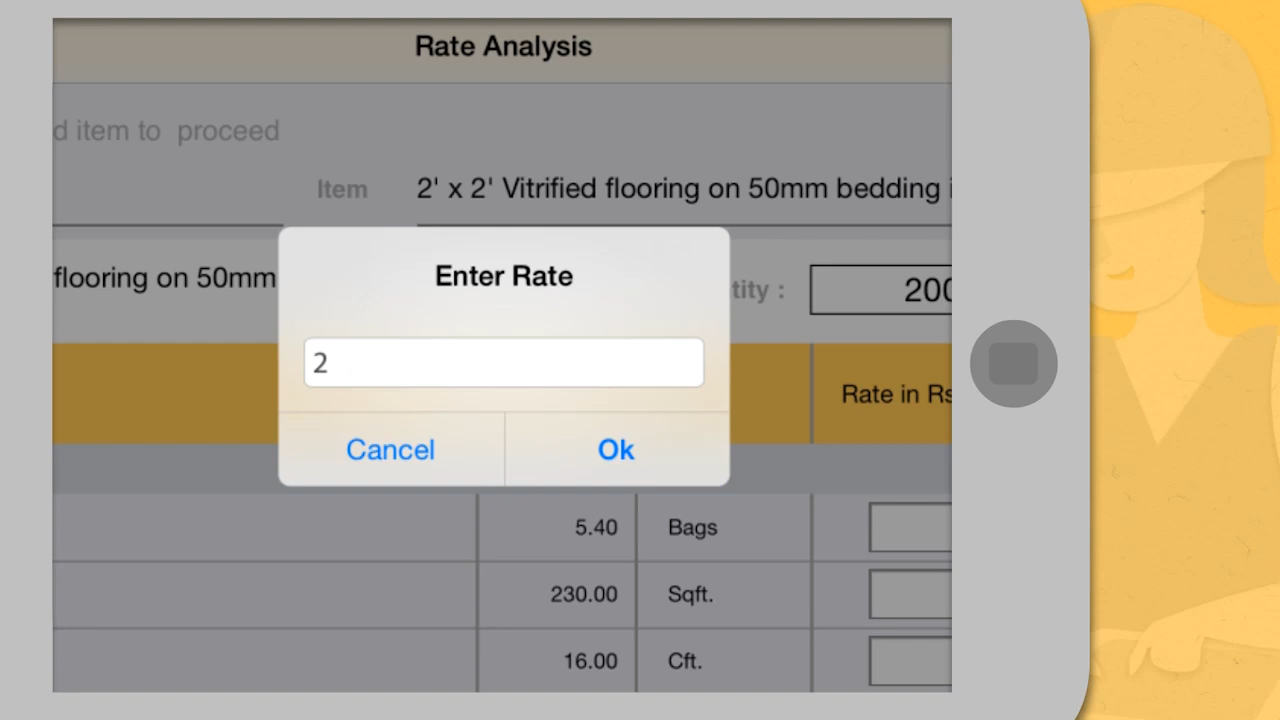 Rate Analysis
d item to proceed
Item 2' x 2' Vitrified flooring on 50mm bedding
flooring on 50mm
Enter Rate
tity : 200
2
Rate in Rs
Cancel Ok
5.40 Bags
230.00 Sqft.
16.00 Cft.